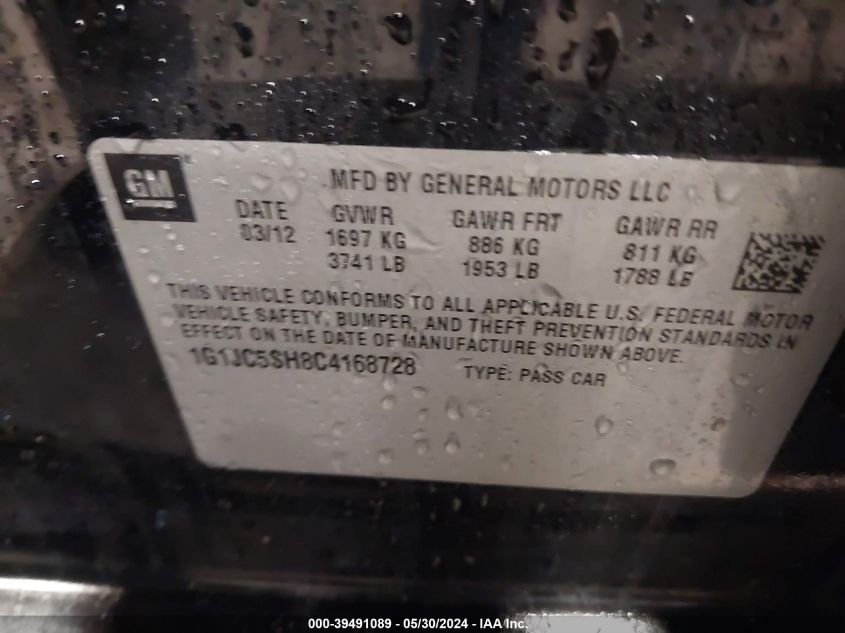 GM
MFD BY GENERAL MOTORS LLC
DATE GVWR GAWR FRT GAWR RR
03/12 1697 KG 886 KG 811 KG
3741 LB 1953 LB 1788 LB
THIS VEHICLE CONFORMS TO ALL APPLICABLE U.S. FEDERAL MOTOR
VEHICLE SAFETY, BUMPER, AND THEFT PREVENTION STANDARDS IN
EFFECT ON THE DATE OF MANUFACTURE SHOWN ABOVE.
1G1JC5SH8C4168728 TYPE: PASS CAR
000-39491089 - 05/30/2024 - IAA Inc.